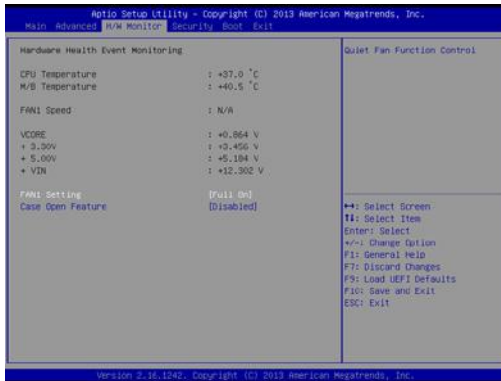 Aptio Setup Utility - Copyright (C) 2013 American Megatrends, Inc.
Main Advanced H/W Monitor Security Boot Exit
Hardware Health Event Monitoring
Quiet Fan Function Control
CPU Temperature : +37.0 °C
M/B Temperature : +40.5 °C
FAN1 Speed : N/A
VCORE : +0.864 V
+ 3.30V : +3.456 V
+ 5.00V : +5.184 V
+ VIN : +12.302 V
FAN1 Setting [Full On]
Case Open Feature [Disabled]
↔: Select Screen
↑↓: Select Item
Enter: Select
+/-: Change Option
F1: General Help
F7: Discard Changes
F9: Load UEFI Defaults
F10: Save and Exit
ESC: Exit
Version 2.16.1242. Copyright (C) 2013 American Megatrends, Inc.